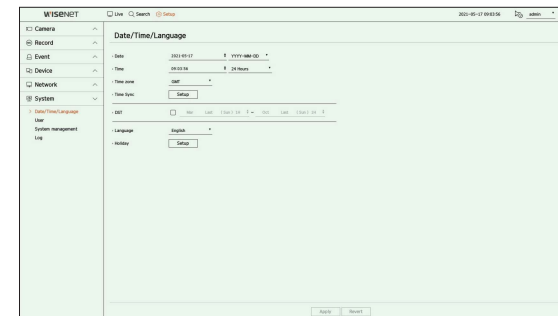 WISENET
Live Search Setup 2021-05-17 09:03:56 admin
Camera
Record
Event
Device
Network
System
Date/Time/Language
User
System management
Log
Date/Time/Language
Date 2021-05-17 YYYY-MM-DD
Time 09:03:56 24 Hours
Time zone GMT
Time Sync Setup
DST Mar Last (Sun) – Oct Last (Sun)
Language English
Holiday Setup
Apply Revert